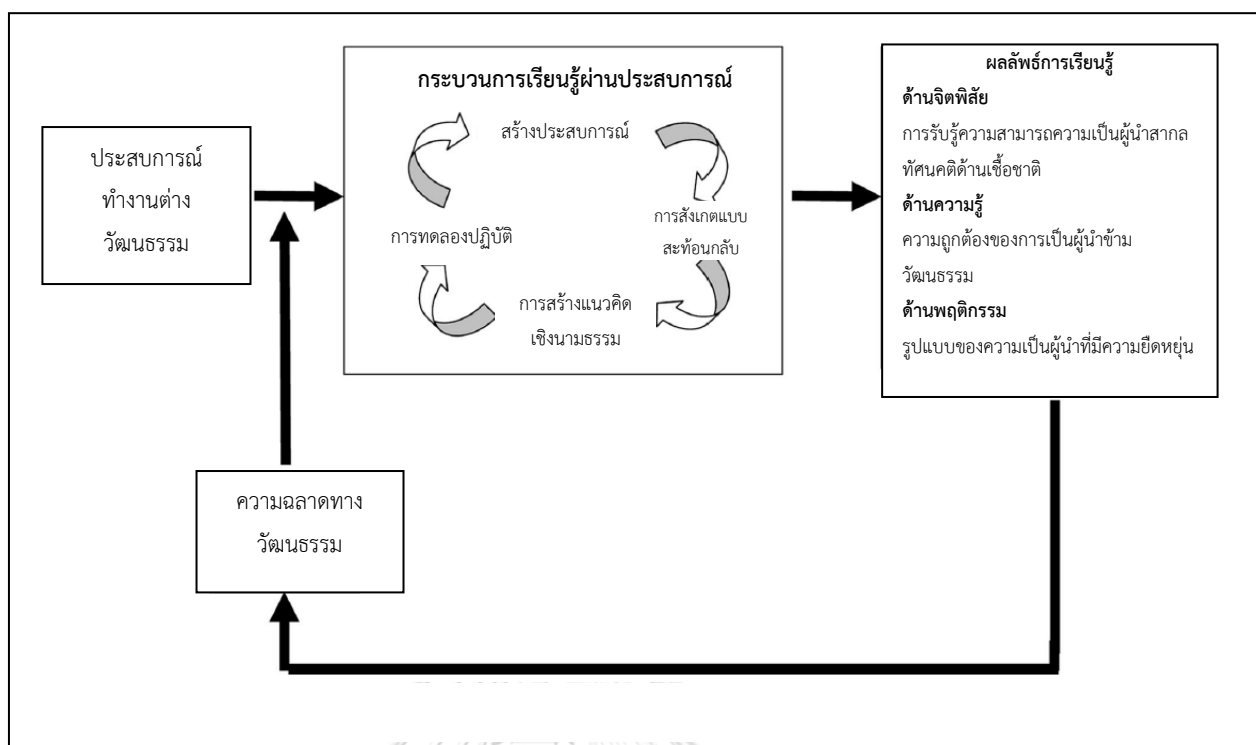 ประสบการณ์
ทำงานต่าง
วัฒนธรรม
กระบวนการเรียนรู้ผ่านประสบการณ์
สร้างประสบการณ์
การสังเกตแบบ
สะท้อนกลับ
การสร้างแนวคิด
เชิงนามธรรม
การทดลองปฏิบัติ
ผลลัพธ์การเรียนรู้
ด้านจิตพิสัย
การรับรู้ความสามารถความเป็นผู้นำสากล
ทัศนคติด้านเชื้อชาติ
ด้านความรู้
ความถูกต้องของการเป็นผู้นำข้าม
วัฒนธรรม
ด้านพฤติกรรม
รูปแบบของความเป็นผู้นำที่มีความยืดหยุ่น
ความฉลาดทาง
วัฒนธรรม